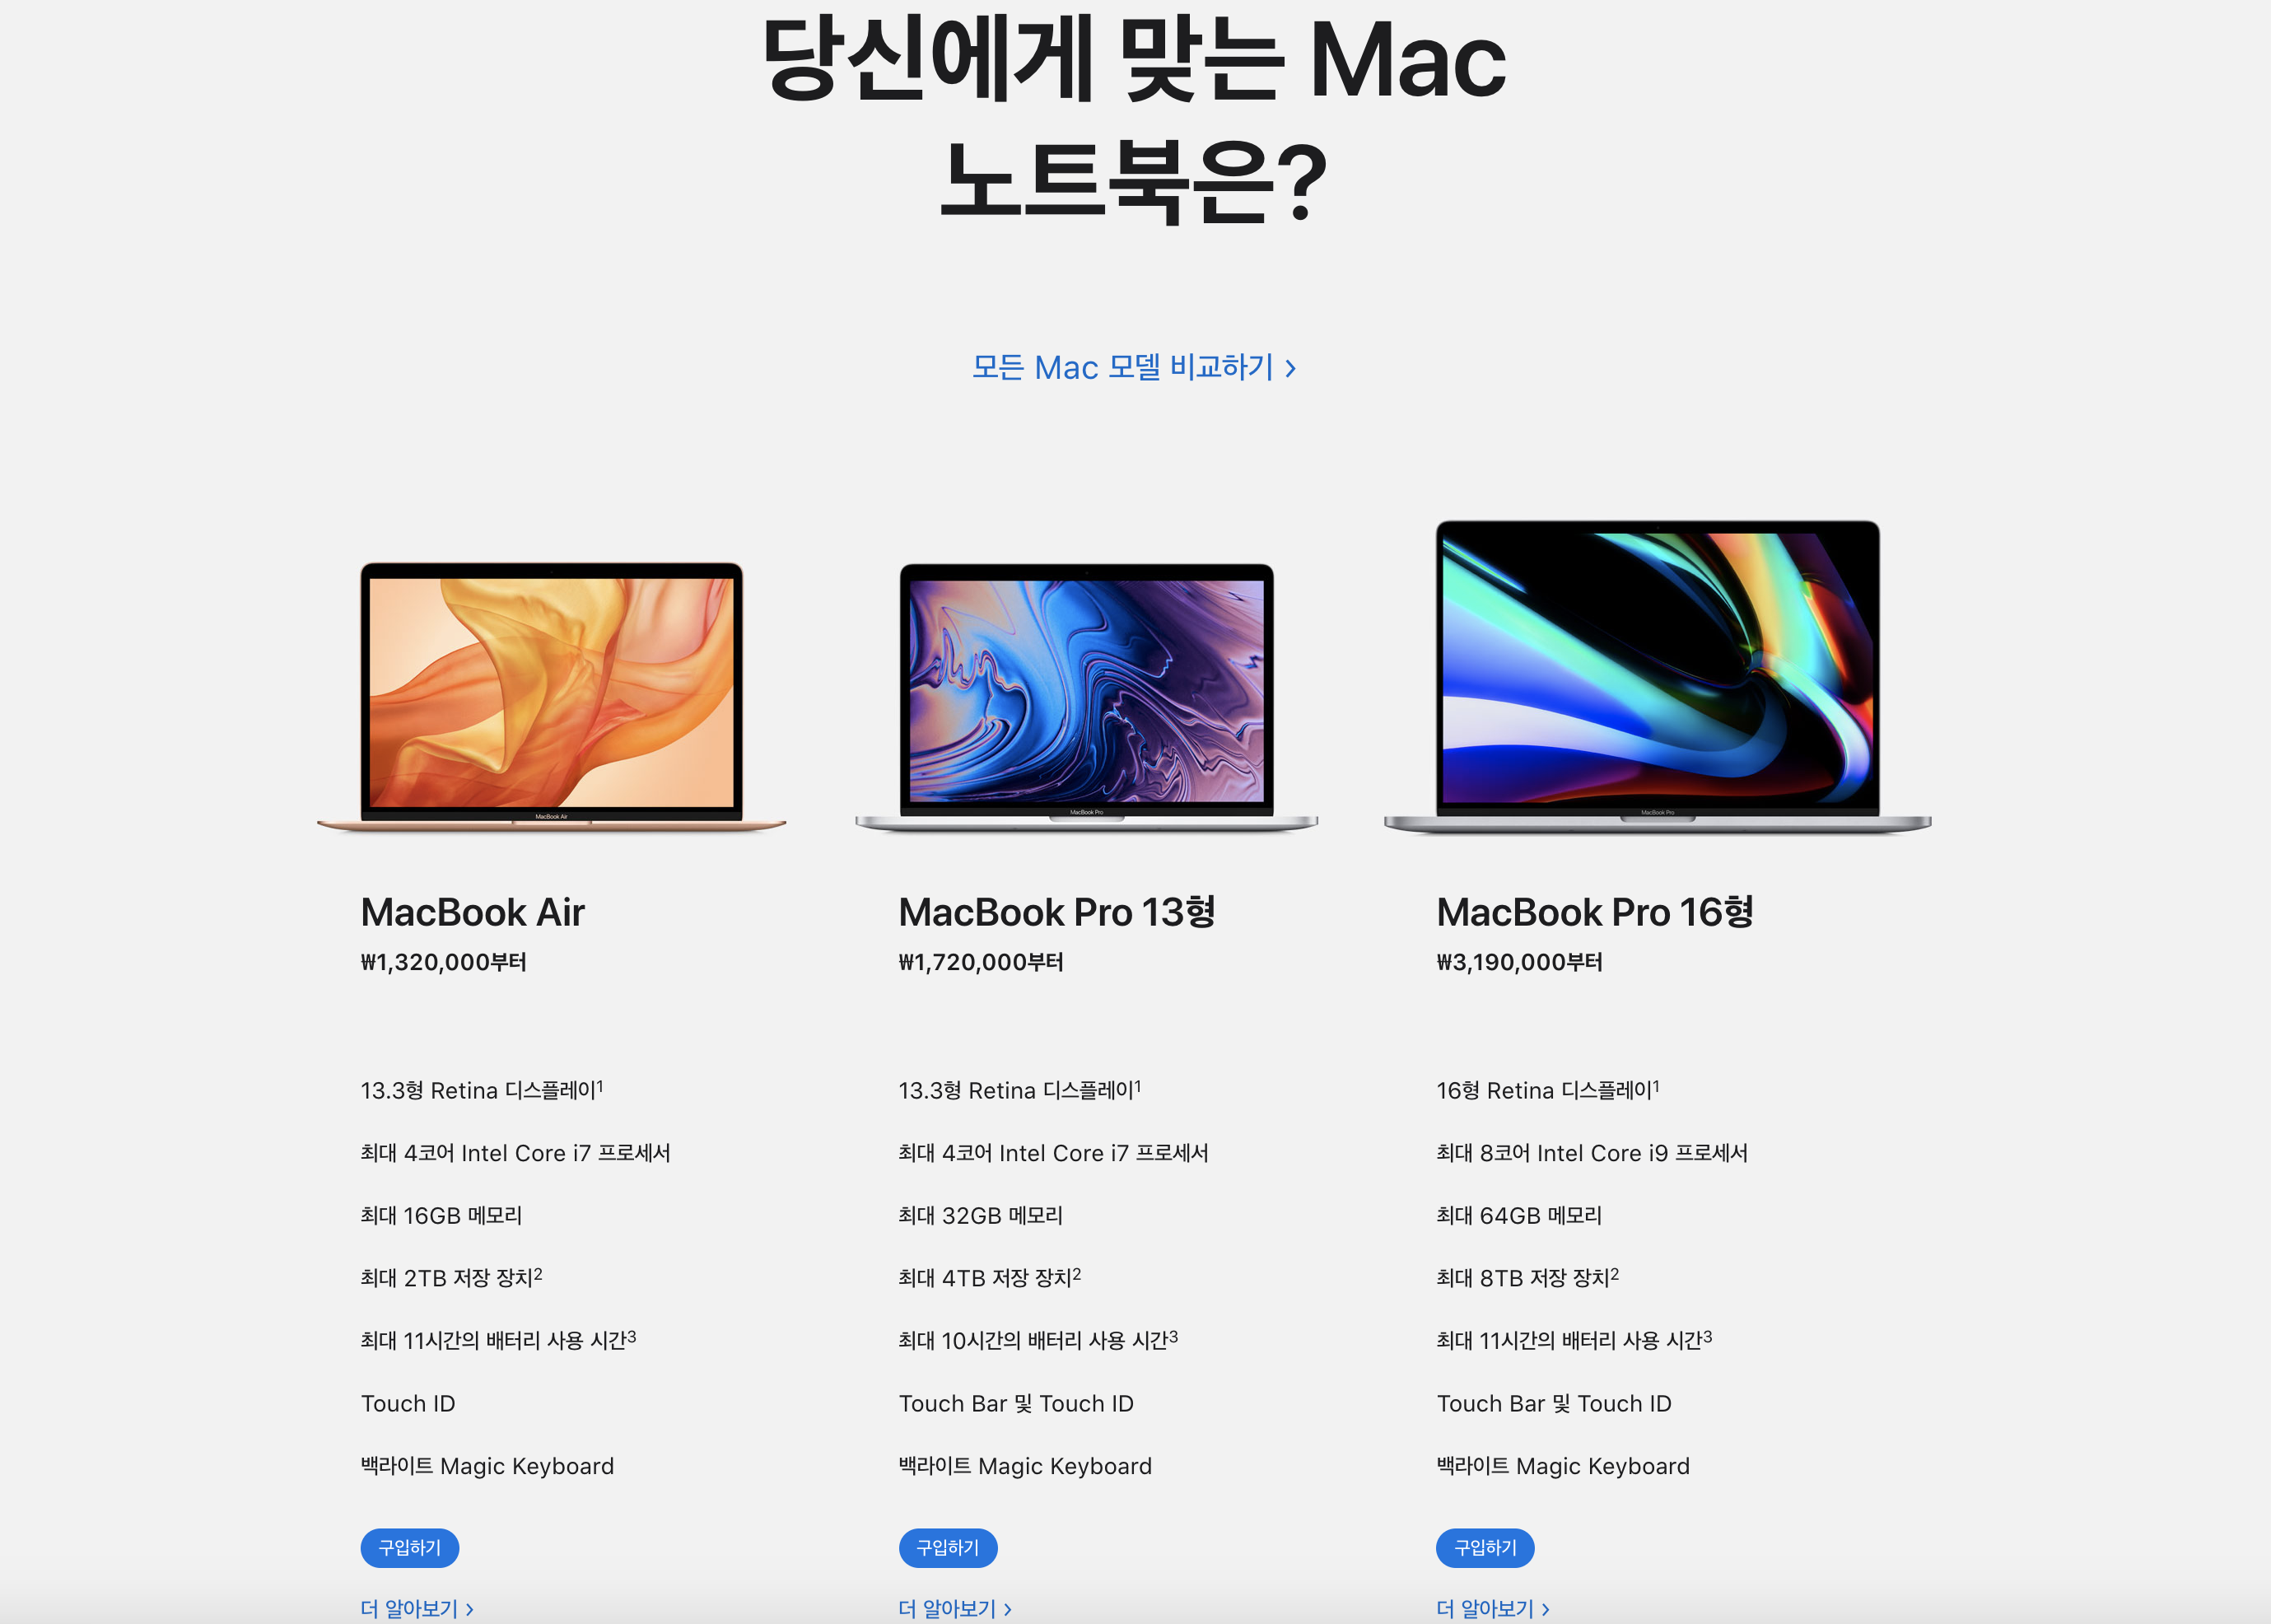 당신에게 맞는 Mac
노트북은?
모든 Mac 모델 비교하기 >
MacBook Air
MacBook Pro
MacBook Pro
MacBook Air
₩1,320,000부터
13.3형 Retina 디스플레이1
최대 4코어 Intel Core i7 프로세서
최대 16GB 메모리
최대 2TB 저장 장치2
최대 11시간의 배터리 사용 시간3
Touch ID
백라이트 Magic Keyboard
구입하기
더 알아보기 >
MacBook Pro 13형
₩1,720,000부터
13.3형 Retina 디스플레이1
최대 4코어 Intel Core i7 프로세서
최대 32GB 메모리
최대 4TB 저장 장치2
최대 10시간의 배터리 사용 시간3
Touch Bar 및 Touch ID
백라이트 Magic Keyboard
구입하기
더 알아보기 >
MacBook Pro 16형
₩3,190,000부터
16형 Retina 디스플레이1
최대 8코어 Intel Core i9 프로세서
최대 64GB 메모리
최대 8TB 저장 장치2
최대 11시간의 배터리 사용 시간3
Touch Bar 및 Touch ID
백라이트 Magic Keyboard
구입하기
더 알아보기 >